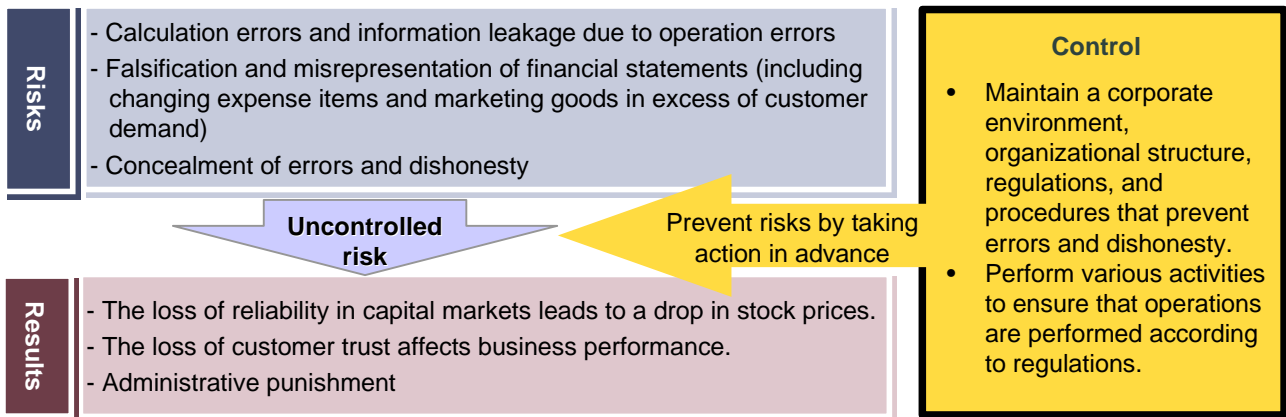 Risks
- Calculation errors and information leakage due to operation errors
- Falsification and misrepresentation of financial statements (including
changing expense items and marketing goods in excess of customer
demand)
- Concealment of errors and dishonesty
Uncontrolled
risk
Prevent risks by taking
action in advance
Results
- The loss of reliability in capital markets leads to a drop in stock prices.
- The loss of customer trust affects business performance.
- Administrative punishment
Control
• Maintain a corporate
environment,
organizational structure,
regulations, and
procedures that prevent
errors and dishonesty.
• Perform various activities
to ensure that operations
are performed according
to regulations.